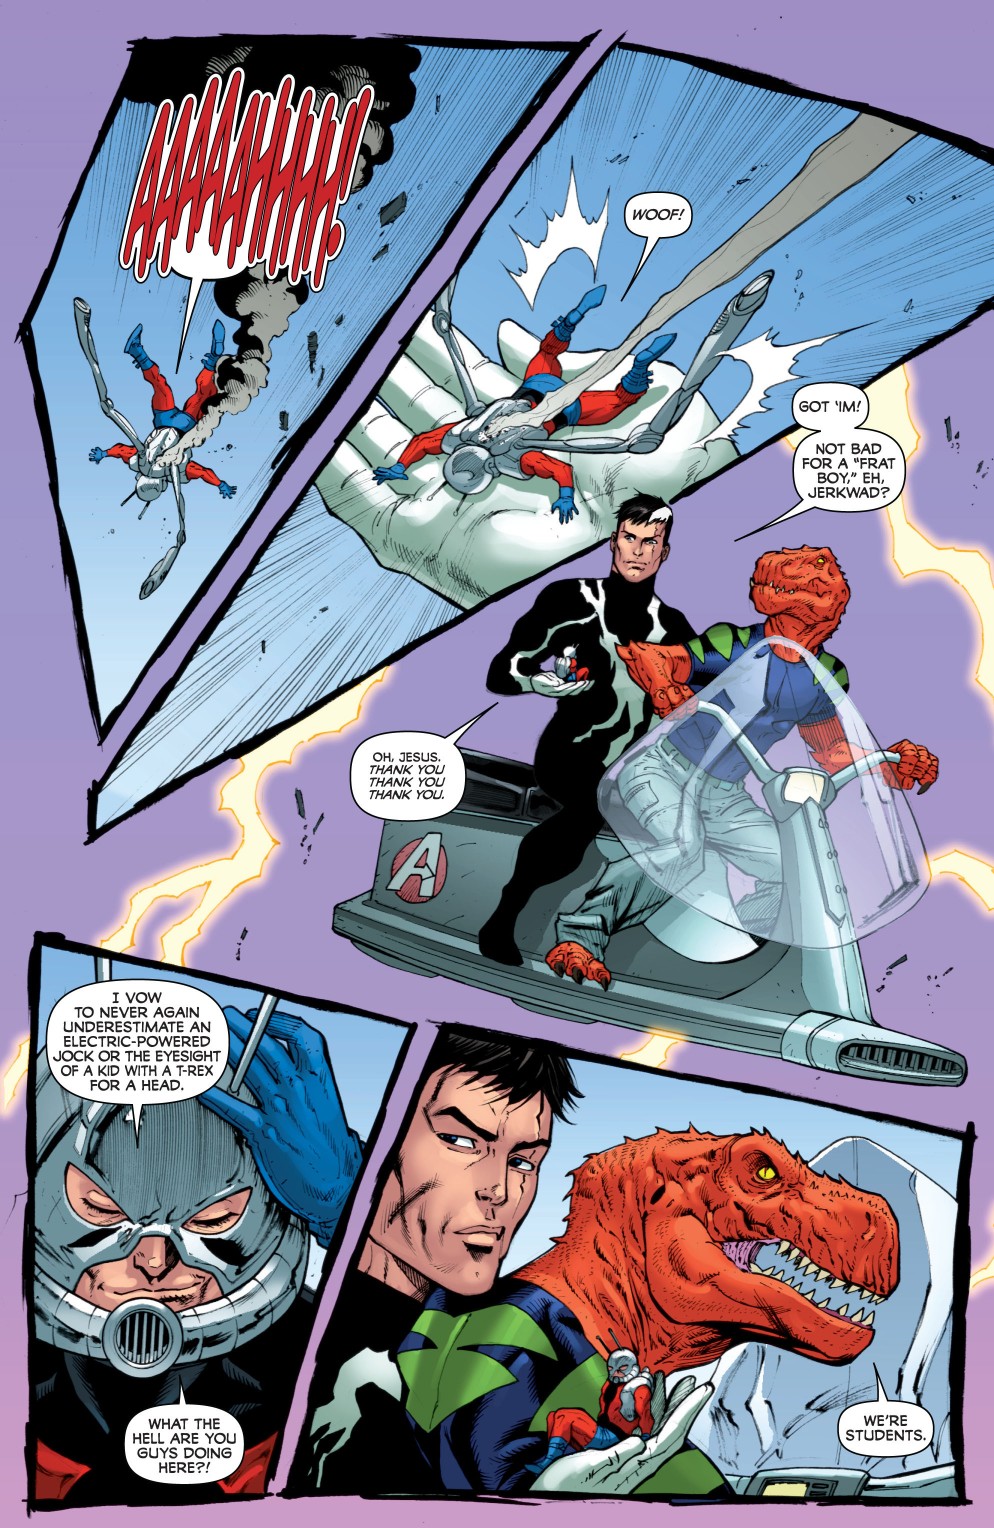 AAAAAAHHHH!
WOOF!
GOT 'IM!
NOT BAD
FOR A "FRAT
BOY," EH,
JERKWAD?
OH, JESUS.
THANK YOU
THANK YOU
THANK YOU.
A
I VOW
TO NEVER AGAIN
UNDERESTIMATE AN
ELECTRIC-POWERED
JOCK OR THE EYESIGHT
OF A KID WITH A T-REX
FOR A HEAD.
WHAT THE
HELL ARE YOU
GUYS DOING
HERE?!
WE'RE
STUDENTS.